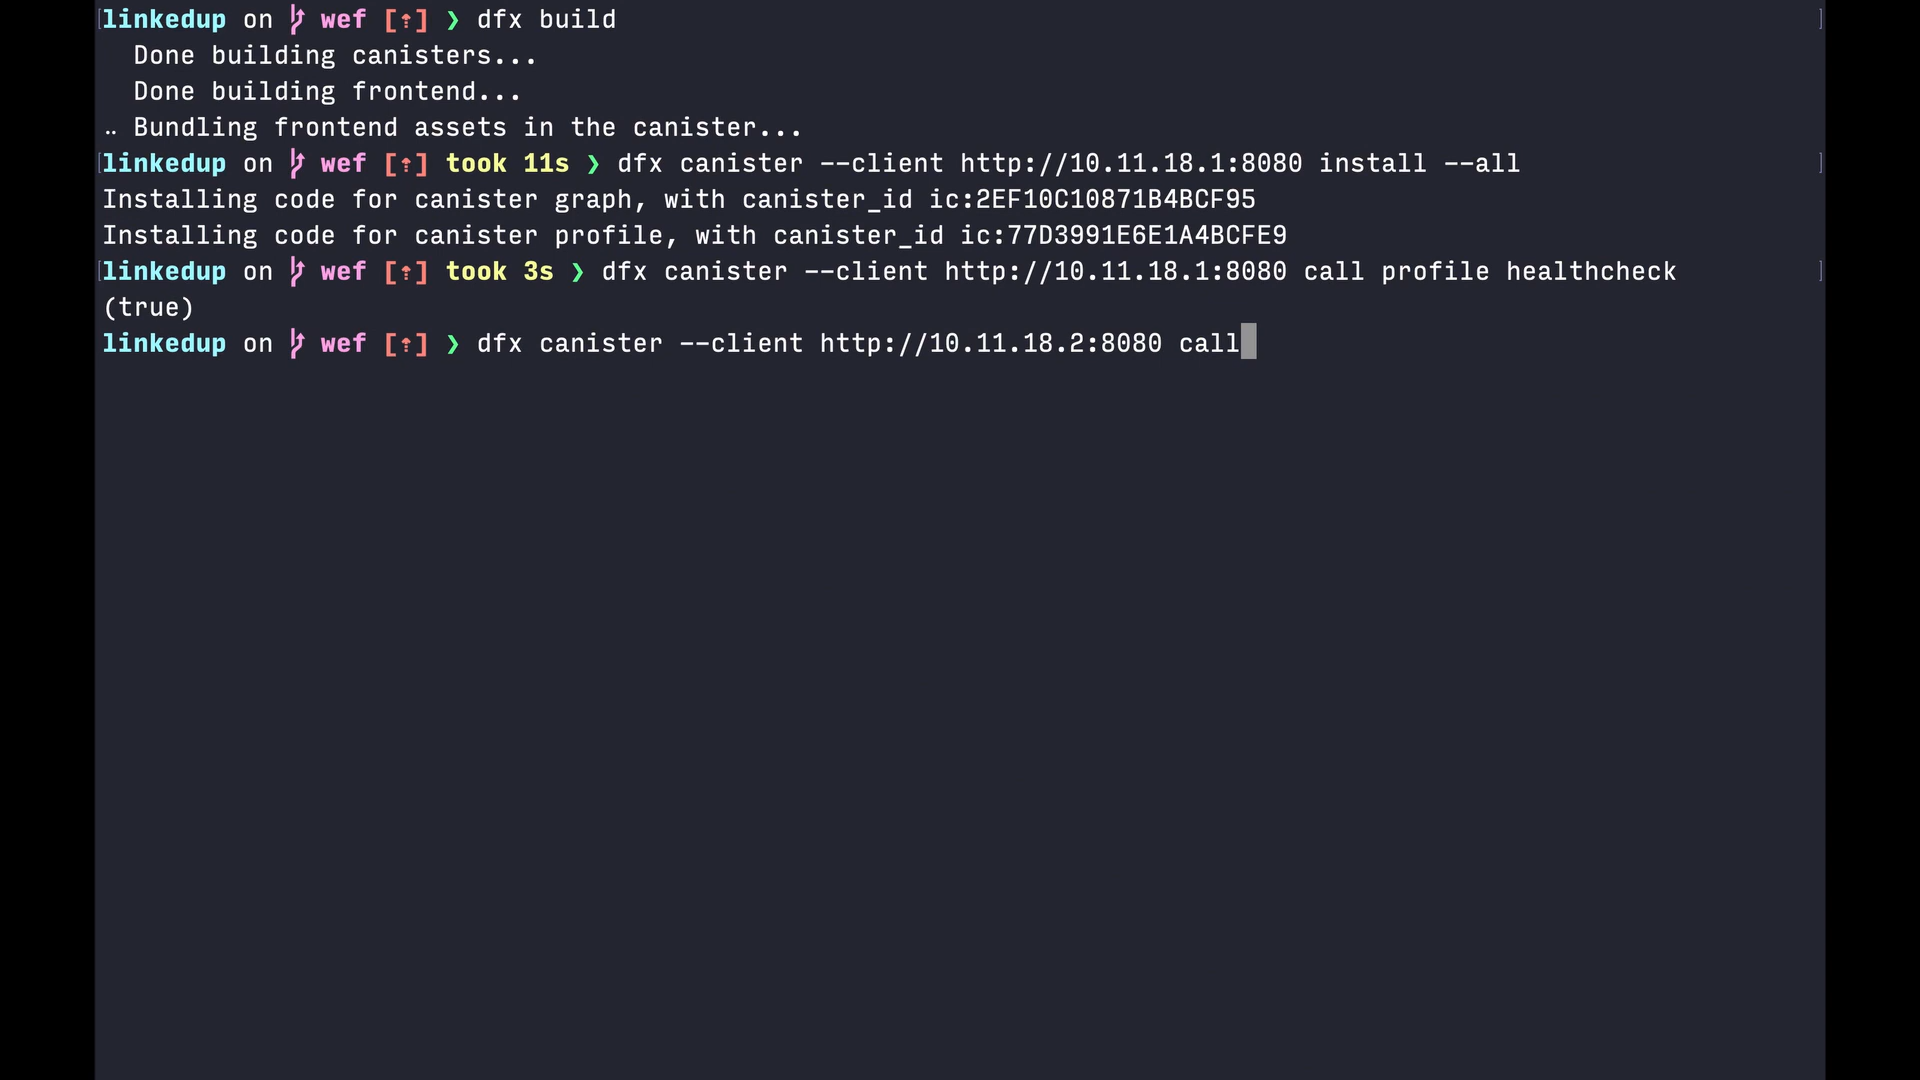 linkedup on wef [⇡] ❯ dfx build
Done building canisters...
Done building frontend...
.. Bundling frontend assets in the canister...
linkedup on wef [⇡] took 11s ❯ dfx canister --client http://10.11.18.1:8080 install --all
Installing code for canister graph, with canister_id ic:2EF10C10871B4BCF95
Installing code for canister profile, with canister_id ic:77D3991E6E1A4BCFE9
linkedup on wef [⇡] took 3s ❯ dfx canister --client http://10.11.18.1:8080 call profile healthcheck
(true)
linkedup on wef [⇡] ❯ dfx canister --client http://10.11.18.2:8080 call